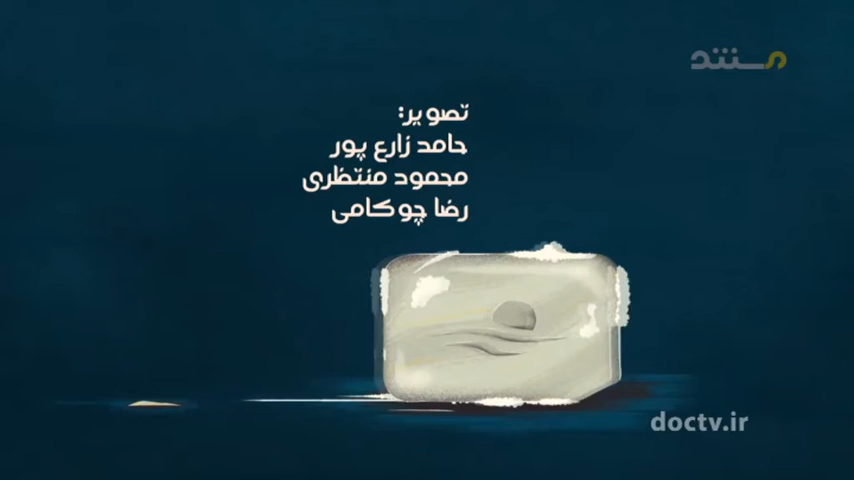 مستند
تصویر:
حامد زارع پور
محمود منتظری
رضا چوکامی
doctv.ir